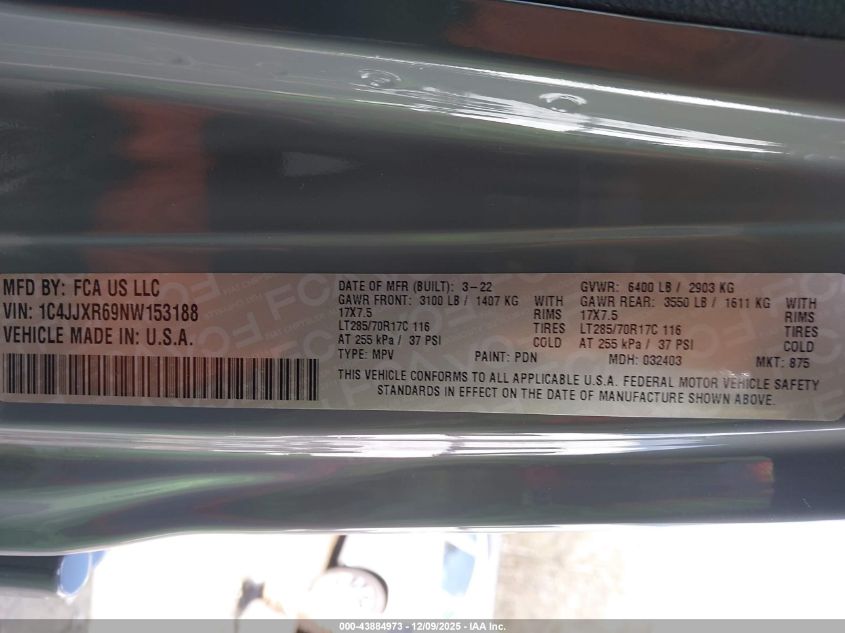 MFD BY: FCA US LLC
VIN: 1C4JJXR69NW153188
VEHICLE MADE IN: U.S.A.
DATE OF MFR (BUILT): 3-22
GAWR FRONT: 3100 LB / 1407 KG WITH
17X7.5 RIMS
LT285/70R17C 116 TIRES
AT 255 kPa / 37 PSI COLD
TYPE: MPV PAINT: PDN
GVWR: 6400 LB / 2903 KG
GAWR REAR: 3550 LB / 1611 KG WITH
17X7.5 RIMS
LT285/70R17C 116 TIRES
AT 255 kPa / 37 PSI COLD
MDH: 032403 MKT: 875
THIS VEHICLE CONFORMS TO ALL APPLICABLE U.S.A. FEDERAL MOTOR VEHICLE SAFETY
STANDARDS IN EFFECT ON THE DATE OF MANUFACTURE SHOWN ABOVE.
000-43884973 - 12/09/2025 - IAA Inc.